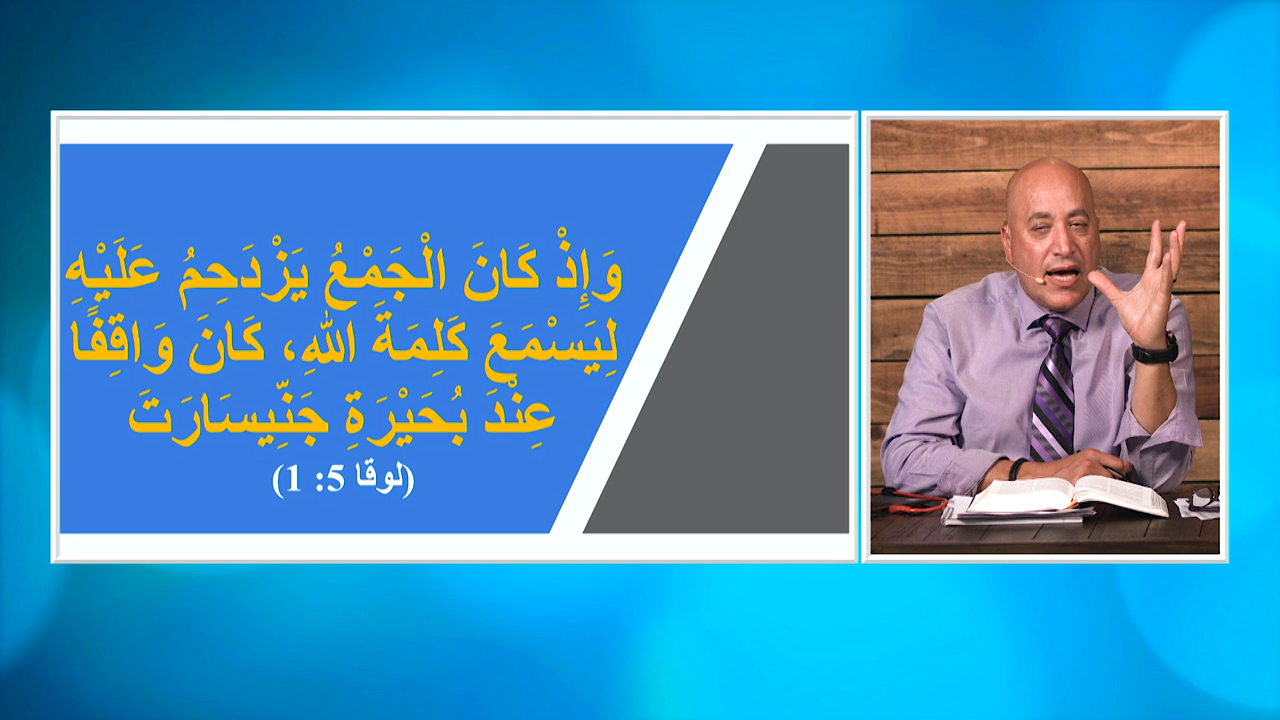 وَإِذْ كَانَ الْجَمْعُ يَزْدَحِمُ عَلَيْهِ
لِيَسْمَعَ كَلِمَةَ اللهِ، كَانَ وَاقِفًا
عِنْدَ بُحَيْرَةِ جَنِّيسَارَتَ
(لوقا 5: 1)